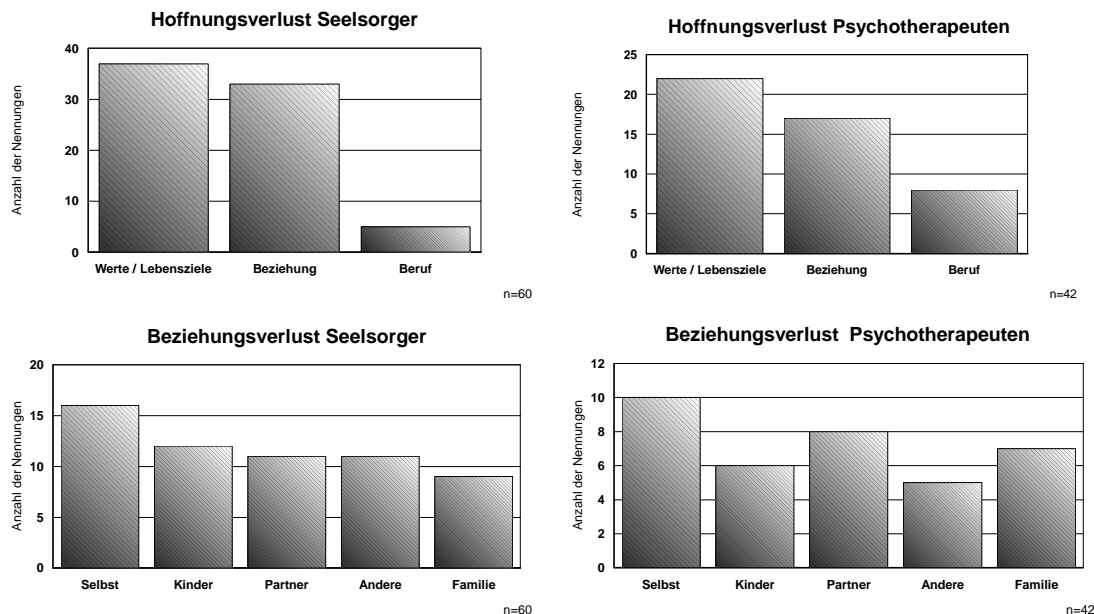 Hoffnungsverlust Seelsorger
Anzahl der Nennungen
40
30
20
10
0
Werte / Lebensziele Beziehung Beruf
n=60
Hoffnungsverlust Psychotherapeuten
Anzahl der Nennungen
25
20
15
10
5
0
Werte / Lebensziele Beziehung Beruf
n=42
Beziehungsverlust Seelsorger
Anzahl der Nennungen
20
15
10
5
0
Selbst Kinder Partner Andere Familie
n=60
Beziehungsverlust Psychotherapeuten
Anzahl der Nennungen
12
10
8
6
4
2
0
Selbst Kinder Partner Andere Familie
n=42